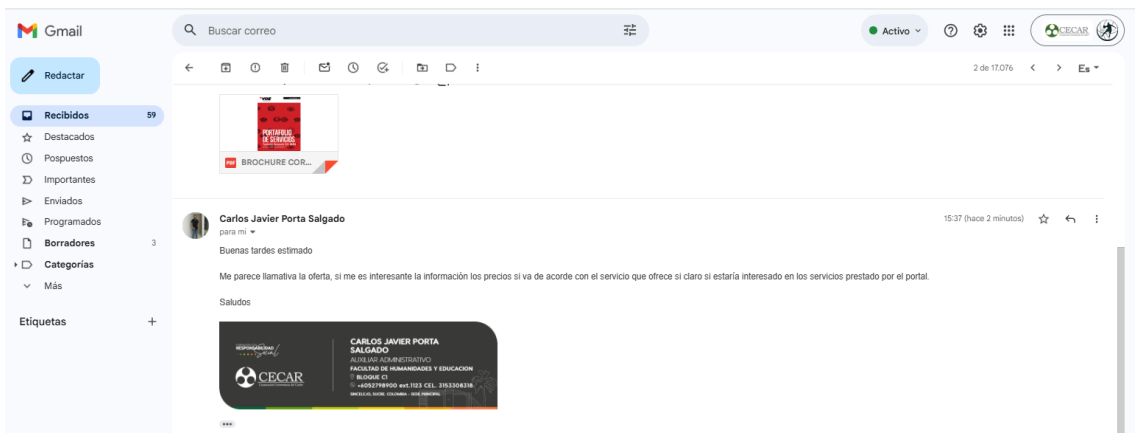 Gmail
Buscar correo
Activo
CECAR
Redactar
2 de 17.076
Es
Recibidos 59
Destacados
Pospuestos
Importantes
Enviados
Programados
Borradores 3
Categorías
Más
Etiquetas
PORTAFOLIO
DE SERVICIOS
PDF BROCHURE COR...
Carlos Javier Porta Salgado
15:37 (hace 2 minutos)
para mí
Buenas tardes estimado
Me parece llamativa la oferta, si me es interesante la información los precios si va de acorde con el servicio que ofrece si claro si estaría interesado en los servicios prestado por el portal.
Saludos
RESPONSABILIDAD
Social
CECAR
CARLOS JAVIER PORTA
SALGADO
AUXILIAR ADMINISTRATIVO
FACULTAD DE HUMANIDADES Y EDUCACION
BLOQUE C1
+6052798900 ext.1123 CEL. 3153308318
SINCELEJO, SUCRE, COLOMBIA - SEDE PRINCIPAL